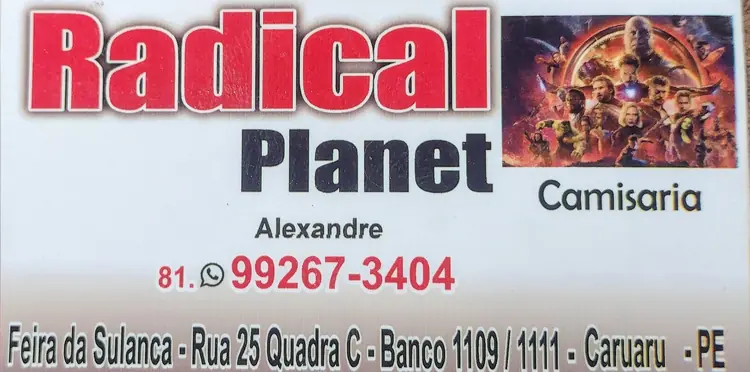 Radical
Planet
Camisaria
Alexandre
81. 99267-3404
Feira da Sulanca - Rua 25 Quadra C - Banco 1109 / 1111 - Caruaru - PE